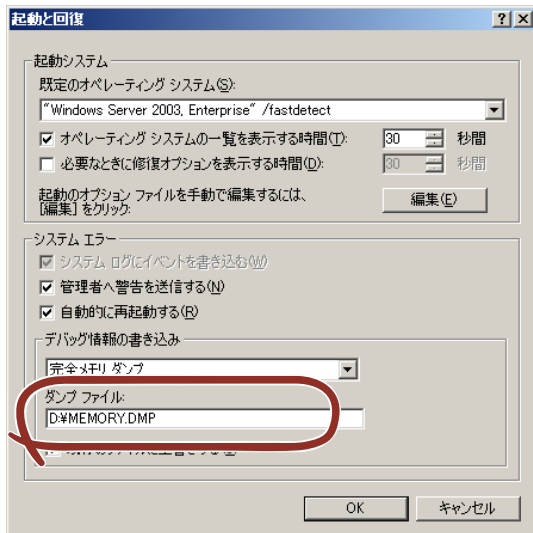 起動と回復
起動システム
既定のオペレーティング システム(S):
"Windows Server 2003, Enterprise" /fastdetect
オペレーティング システムの一覧を表示する時間(T): 30 秒間
必要なときに修復オプションを表示する時間(D): 30 秒間
起動のオプション ファイルを手動で編集するには、
[編集] をクリック:
編集(E)
システム エラー
システム ログにイベントを書き込む(W)
管理者へ警告を送信する(N)
自動的に再起動する(R)
デバッグ情報の書き込み
完全メモリ ダンプ
ダンプ ファイル:
D:¥MEMORY.DMP
OK キャンセル